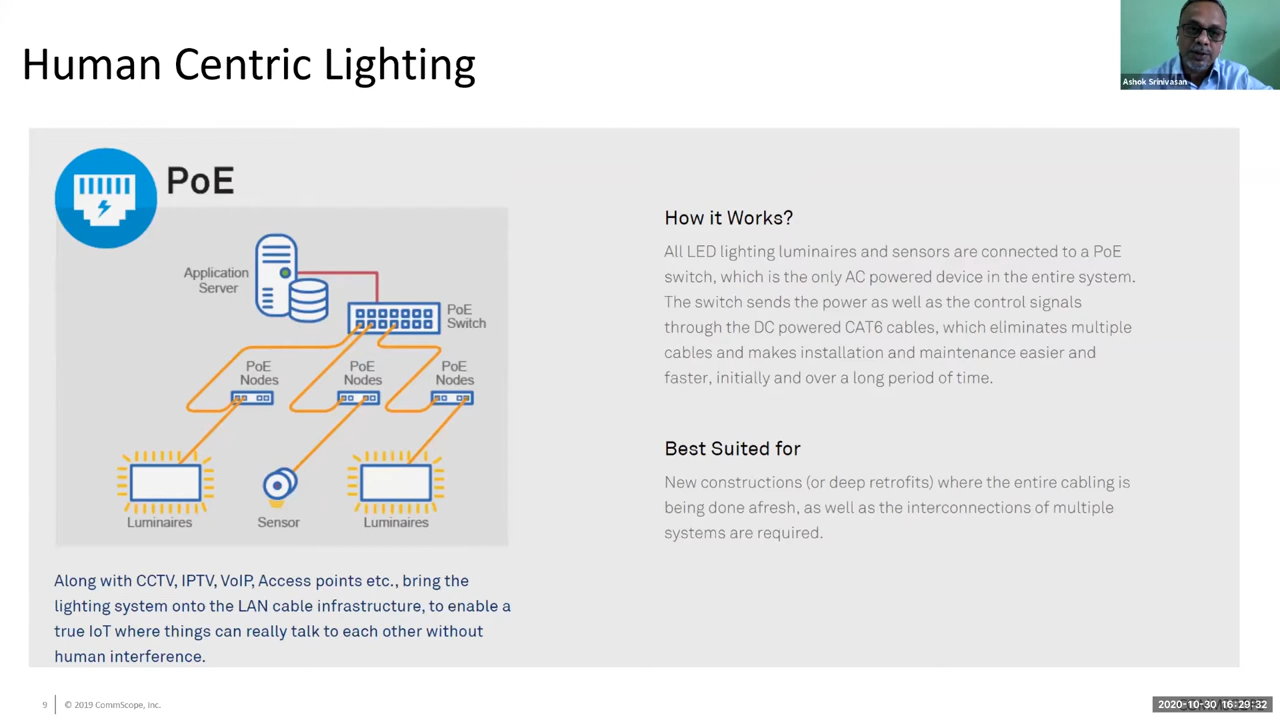 Human Centric Lighting
Ashok Srinivasan
PoE
Application
Server
PoE
Switch
PoE
Nodes
PoE
Nodes
PoE
Nodes
Luminaires
Sensor
Luminaires
Along with CCTV, IPTV, VoIP, Access points etc., bring the
lighting system onto the LAN cable infrastructure, to enable a
true IoT where things can really talk to each other without
human interference.
How it Works?
All LED lighting luminaires and sensors are connected to a PoE
switch, which is the only AC powered device in the entire system.
The switch sends the power as well as the control signals
through the DC powered CAT6 cables, which eliminates multiple
cables and makes installation and maintenance easier and
faster, initially and over a long period of time.
Best Suited for
New constructions (or deep retrofits) where the entire cabling is
being done afresh, as well as the interconnections of multiple
systems are required.
9
© 2019 CommScope, Inc.
2020-10-30 16:29:32